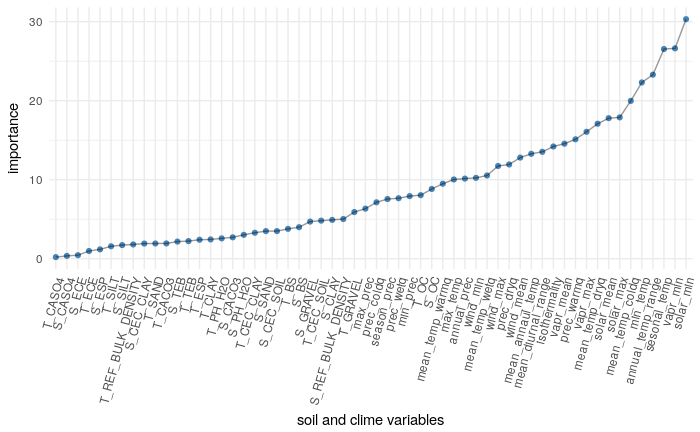 importance
30
20
10
0
T_CASO4
S_CASO4
S_ECE
T_ECE
S_ESP
T_SILT
S_SILT
T_REF_BULK_DENSITY
S_CEC_CLAY
T_SAND
T_CACO3
S_TEB
T_TEB
T_ESP
T_CLAY
T_PH_H2O
S_CACO3
S_PH_H2O
T_CEC_CLAY
S_SAND
S_CEC_SOIL
T_BS
S_BS
S_GRAVEL
T_CEC_SOIL
S_CLAY
S_REF_BULK_DENSITY
T_GRAVEL
max_prec
prec_coldq
season_prec
prec_wetq
min_prec
T_OC
S_OC
mean_temp_warmq
max_temp
annual_prec
wind_min
mean_temp_wetq
wind_max
prec_dryq
wind_mean
mean_annaul_temp
mean_diurnal_range
Isothermality
vapr_mean
prec_warmq
vapr_max
mean_temp_dryq
solar_mean
solar_max
mean_temp_coldq
min_temp
annual_temp_range
sesonal_temp
vapr_min
solar_min
soil and clime variables